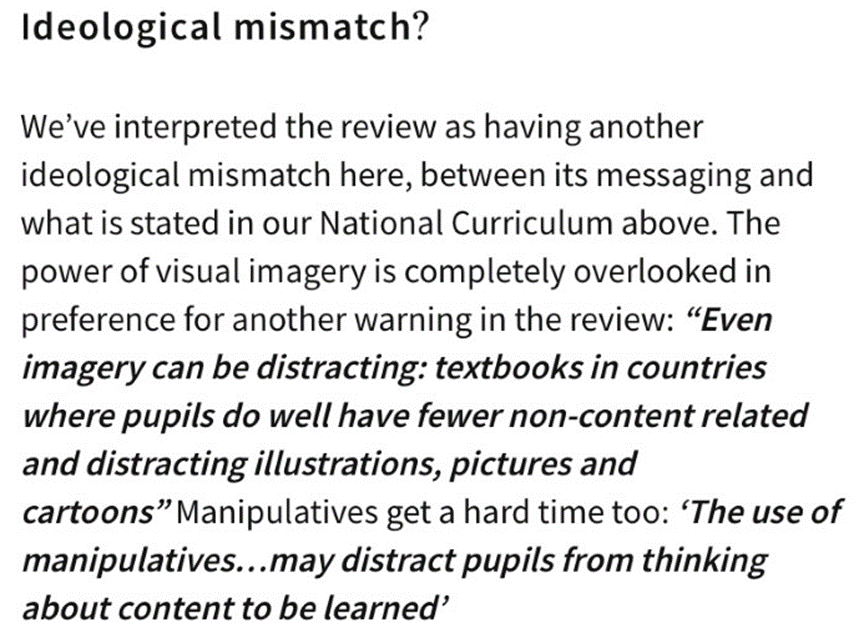 Ideological mismatch?
We’ve interpreted the review as having another
ideological mismatch here, between its messaging and
what is stated in our National Curriculum above. The
power of visual imagery is completely overlooked in
preference for another warning in the review: “Even
imagery can be distracting: textbooks in countries
where pupils do well have fewer non-content related
and distracting illustrations, pictures and
cartoons” Manipulatives get a hard time too: ‘The use of
manipulatives…may distract pupils from thinking
about content to be learned’